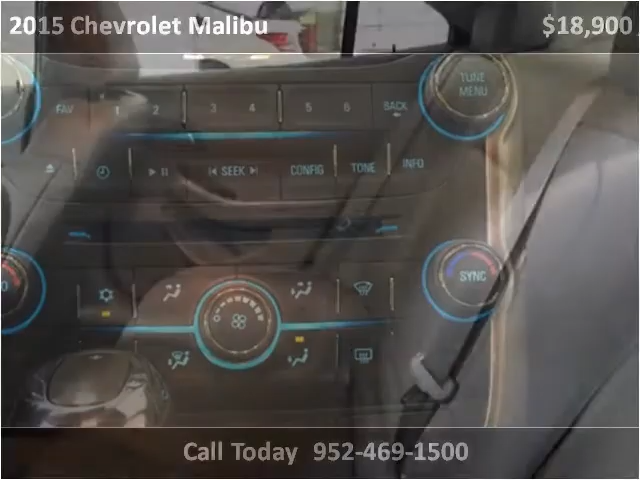 2015 Chevrolet Malibu $18,900
TUNE
MENU
FAV 1 2 3 4 5 6 BACK
SEEK CONFIG TONE INFO
SYNC
Call Today 952-469-1500